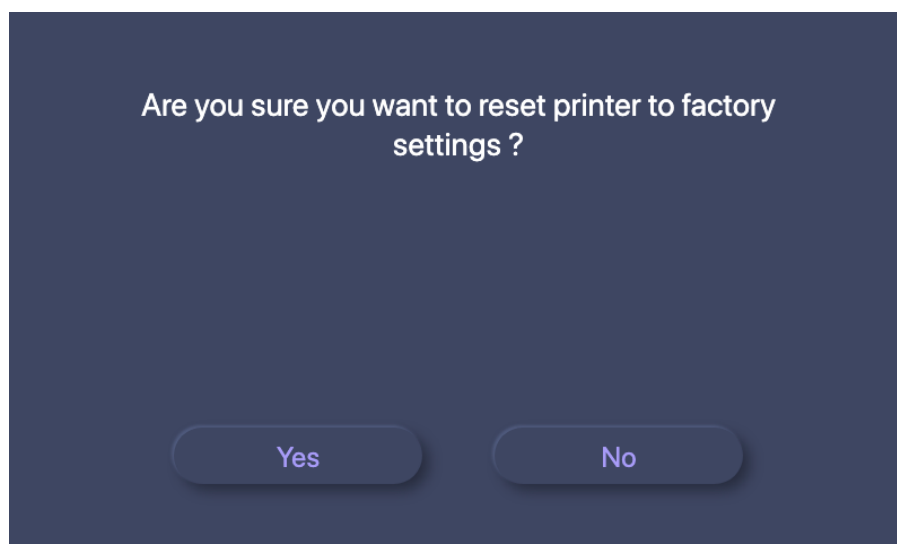 Are you sure you want to reset printer to factory
settings ?
Yes
No